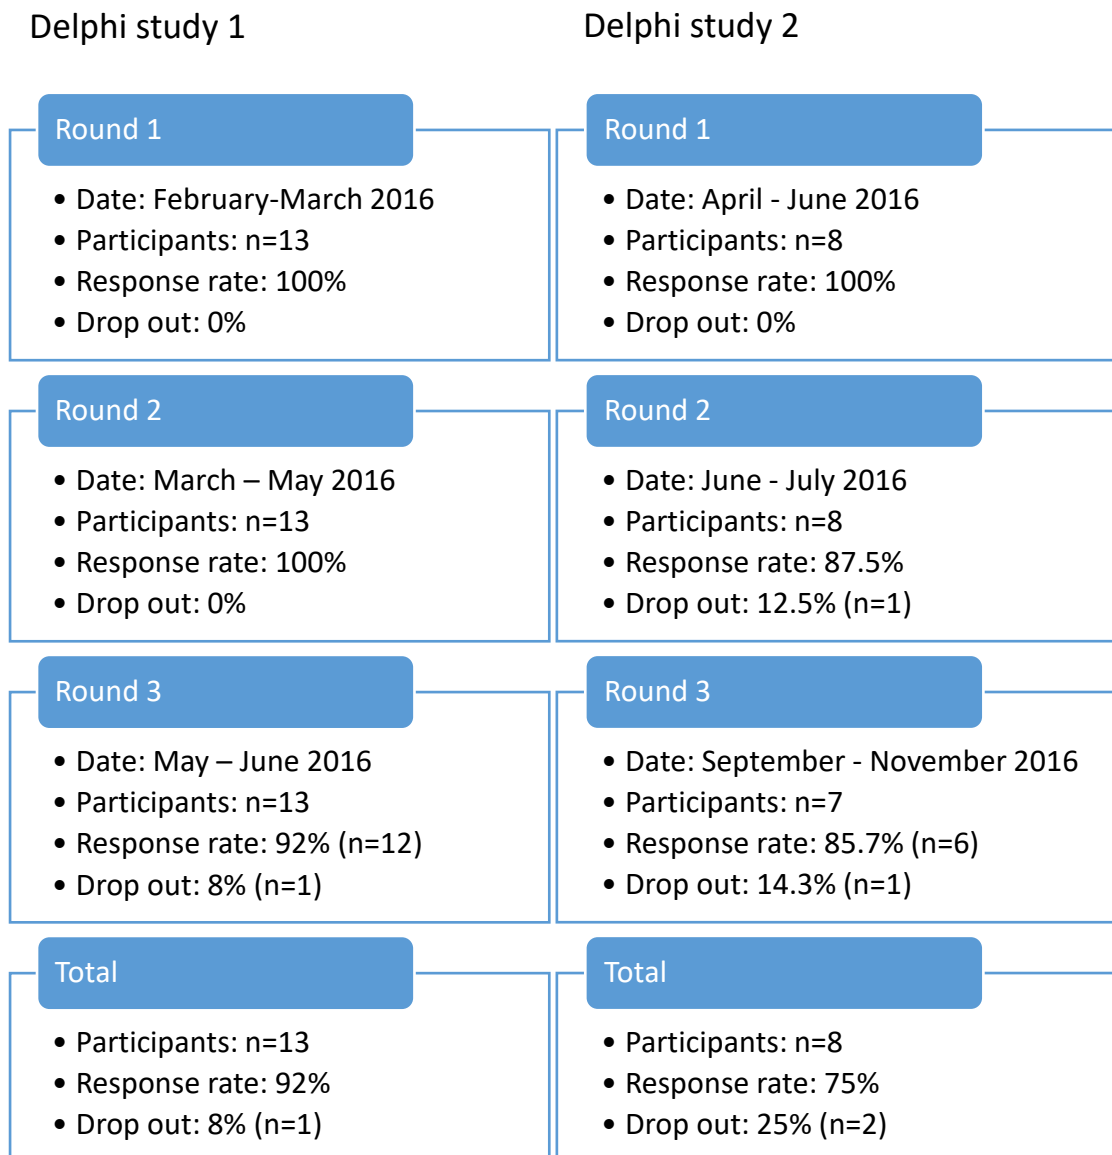 Delphi study 1
Round 1
• Date: February-March 2016
• Participants: n=13
• Response rate: 100%
• Drop out: 0%
Round 2
• Date: March – May 2016
• Participants: n=13
• Response rate: 100%
• Drop out: 0%
Round 3
• Date: May – June 2016
• Participants: n=13
• Response rate: 92% (n=12)
• Drop out: 8% (n=1)
Total
• Participants: n=13
• Response rate: 92%
• Drop out: 8% (n=1)
Delphi study 2
Round 1
• Date: April - June 2016
• Participants: n=8
• Response rate: 100%
• Drop out: 0%
Round 2
• Date: June - July 2016
• Participants: n=8
• Response rate: 87.5%
• Drop out: 12.5% (n=1)
Round 3
• Date: September - November 2016
• Participants: n=7
• Response rate: 85.7% (n=6)
• Drop out: 14.3% (n=1)
Total
• Participants: n=8
• Response rate: 75%
• Drop out: 25% (n=2)